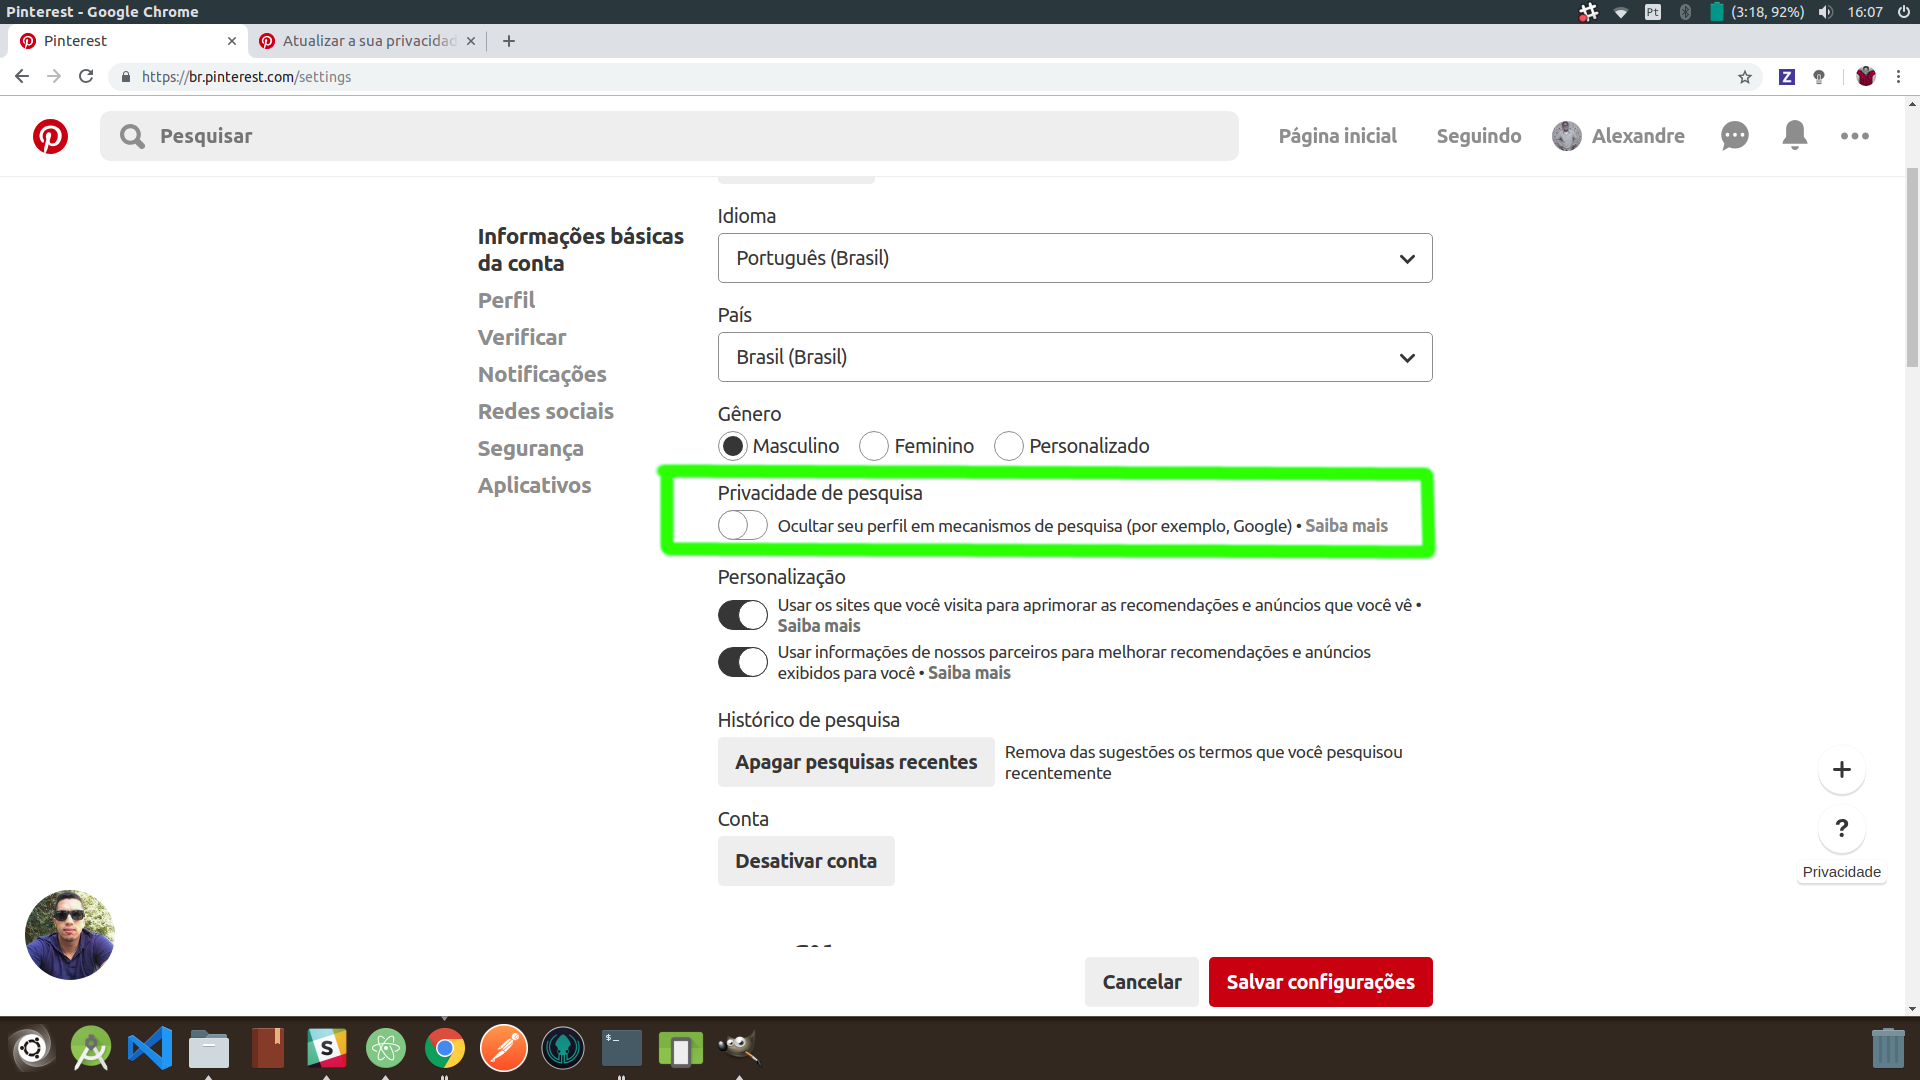 Pinterest - Google Chrome
Pt
(3:18, 92%)
16:07
Pinterest
Atualizar a sua privacidad
https://br.pinterest.com/settings
Z
Pesquisar
Página inicial
Seguindo
Alexandre
Informações básicas
da conta
Perfil
Verificar
Notificações
Redes sociais
Segurança
Aplicativos
Idioma
Português (Brasil)
País
Brasil (Brasil)
Gênero
Masculino
Feminino
Personalizado
Privacidade de pesquisa
Ocultar seu perfil em mecanismos de pesquisa (por exemplo, Google) • Saiba mais
Personalização
Usar os sites que você visita para aprimorar as recomendações e anúncios que você vê •
Saiba mais
Usar informações de nossos parceiros para melhorar recomendações e anúncios
exibidos para você • Saiba mais
Histórico de pesquisa
Apagar pesquisas recentes
Remova das sugestões os termos que você pesquisou
recentemente
Conta
Desativar conta
+
?
Privacidade
Cancelar
Salvar configurações
S
$_